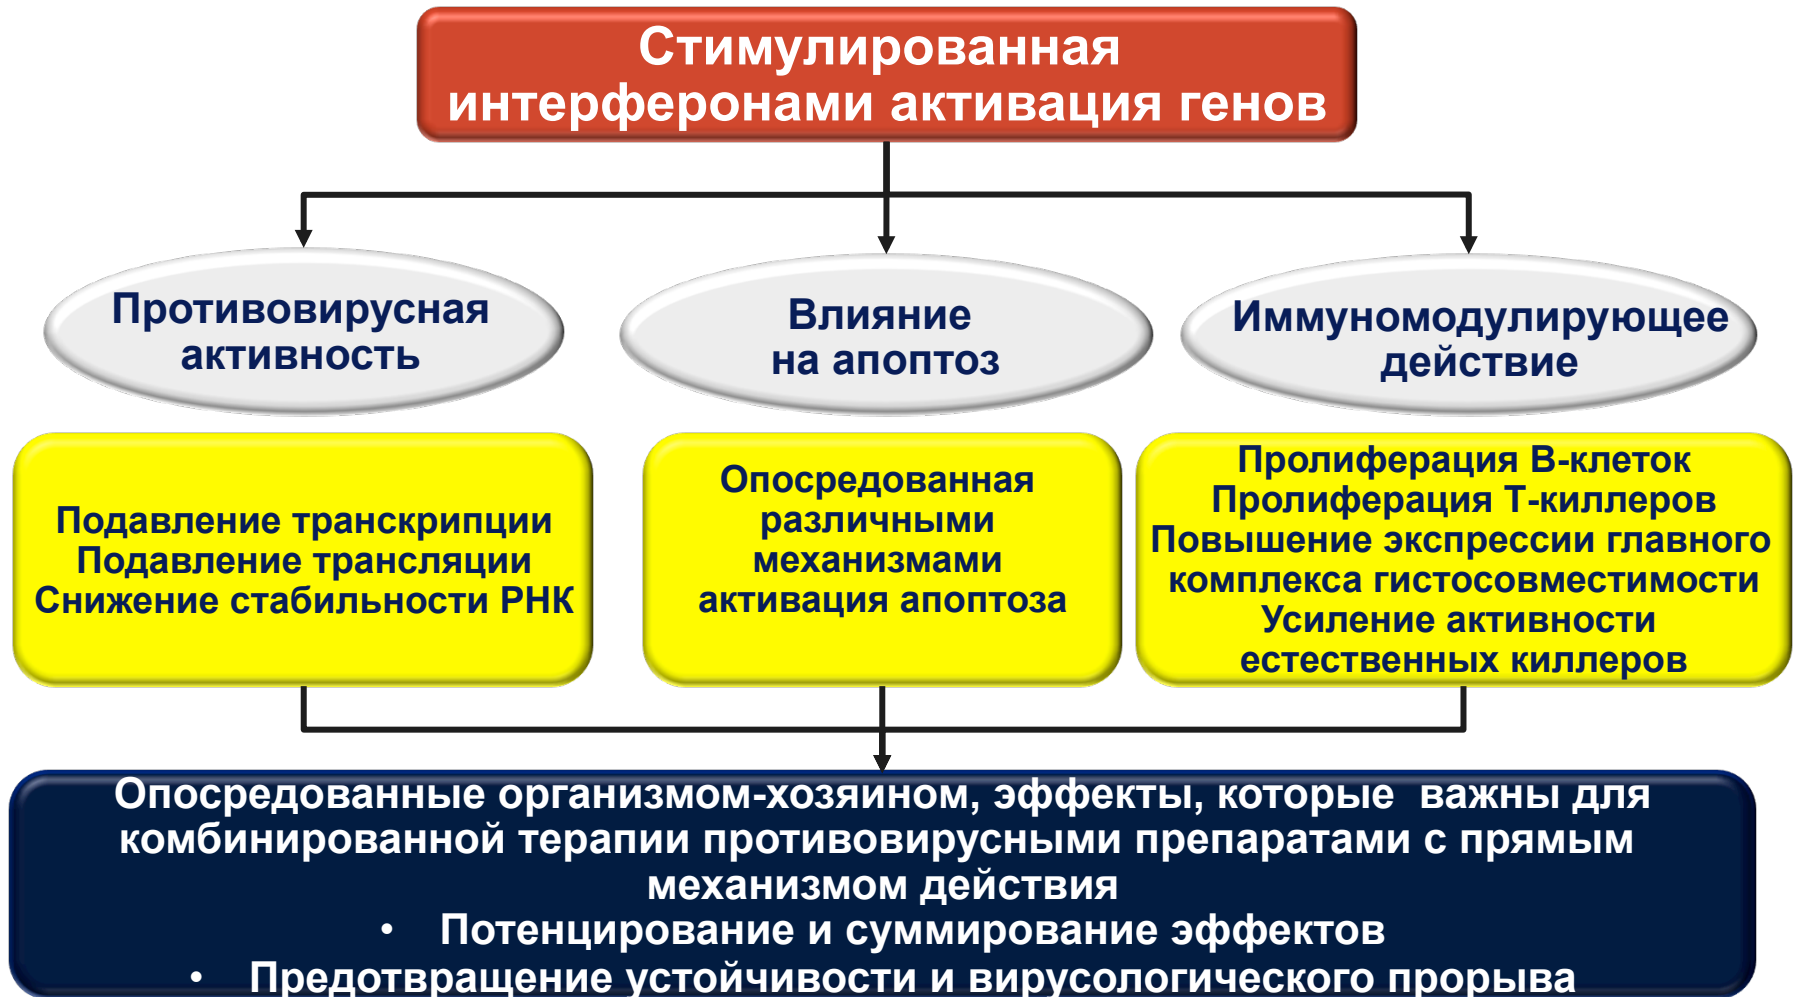 Стимулированная
интерферонами активация генов
Противовирусная
активность
Влияние
на апоптоз
Иммуномодулирующее
действие
Подавление транскрипции
Подавление трансляции
Снижение стабильности РНК
Опосредованная
различными
механизмами
активация апоптоза
Пролиферация В-клеток
Пролиферация Т-киллеров
Повышение экспрессии главного
комплекса гистосовместимости
Усиление активности
естественных киллеров
Опосредованные организмом-хозяином, эффекты, которые важны для
комбинированной терапии противовирусными препаратами с прямым
механизмом действия
• Потенцирование и суммирование эффектов
• Предотвращение устойчивости и вирусологического прорыва